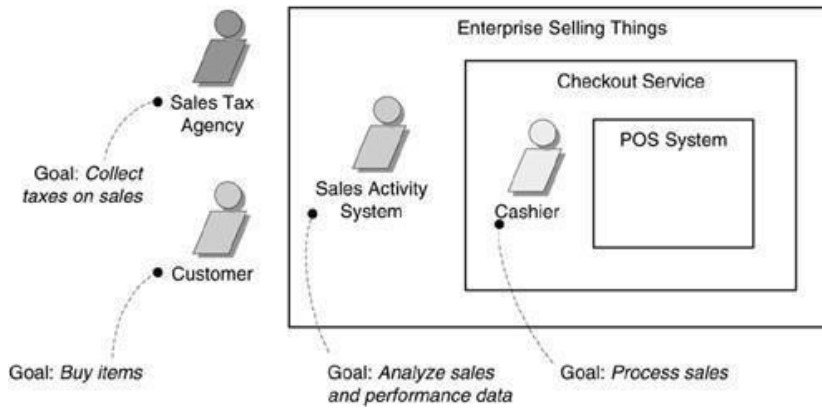 Enterprise Selling Things
Checkout Service
POS System
Sales Tax
Agency
Goal: Collect
taxes on sales
Sales Activity
System
Cashier
Customer
Goal: Buy items
Goal: Analyze sales
and performance data
Goal: Process sales